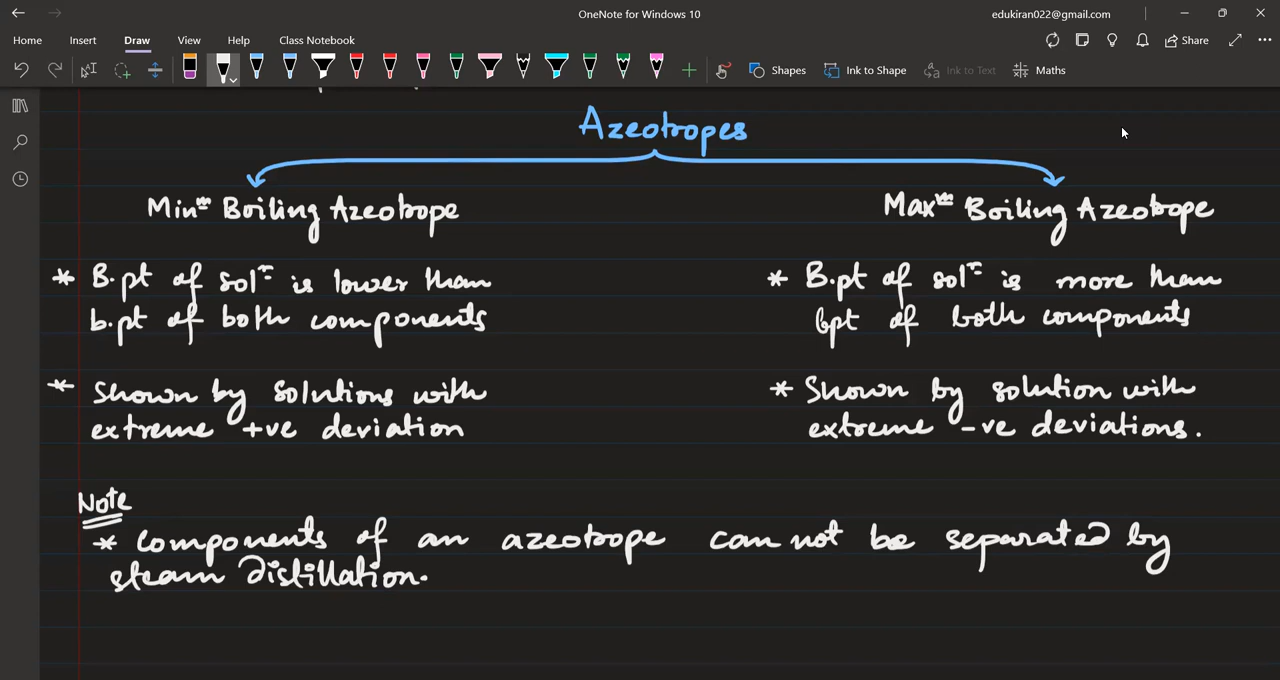 OneNote for Windows 10
edukiran022@gmail.com
Home Insert Draw View Help Class Notebook
Share
Shapes Ink to Shape Ink to Text Maths
Azeotropes
Minᵐ Boiling Azeotrope
Maxᵐ Boiling Azeotrope
* B.pt of solⁿ is lower than
b.pt of both components
* B.pt of solⁿ is more than
bpt of both components
* Shown by solutions with
extreme +ve deviation
* Shown by solution with
extreme -ve deviations.
Note
* components of an azeotrope can not be separated by
steam distillation.